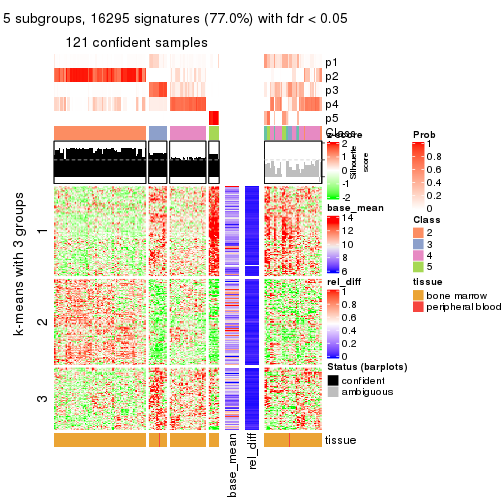 5 subgroups, 16295 signatures (77.0%) with fdr < 0.05
121 confident samples
p1
p2
p3
p4
p5
Class
z-score
2
1
0
-1
-2
Silhouette
score
Prob
1
0.8
0.6
0.4
0.2
0
base_mean
14
12
10
8
6
Class
2
3
4
5
rel_diff
1
0.8
0.6
0.4
0.2
0
tissue
bone marrow
peripheral blood
Status (barplots)
confident
ambiguous
k-means with 3 groups
1
2
3
tissue
base_mean
rel_diff